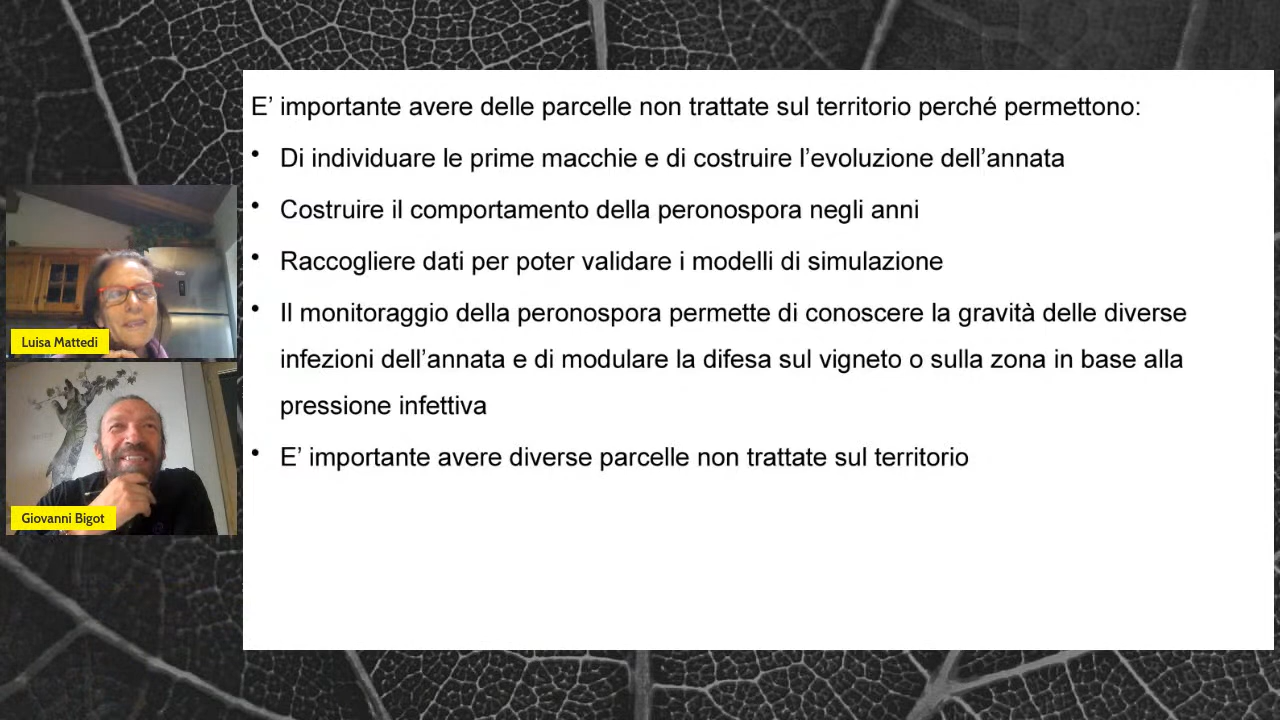 E’ importante avere delle parcelle non trattate sul territorio perché permettono:
• Di individuare le prime macchie e di costruire l’evoluzione dell’annata
• Costruire il comportamento della peronospora negli anni
• Raccogliere dati per poter validare i modelli di simulazione
• Il monitoraggio della peronospora permette di conoscere la gravità delle diverse
infezioni dell’annata e di modulare la difesa sul vigneto o sulla zona in base alla
pressione infettiva
• E’ importante avere diverse parcelle non trattate sul territorio
Luisa Mattedi
Giovanni Bigot